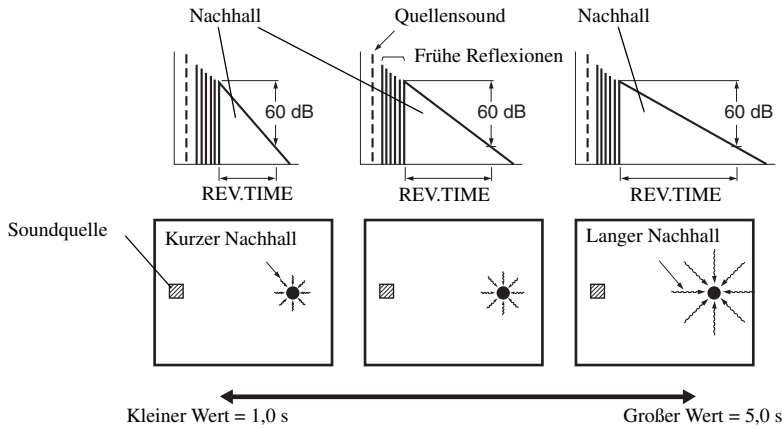 Nachhall
Quellensound
Nachhall
Frühe Reflexionen
60 dB
60 dB
60 dB
REV.TIME
REV.TIME
REV.TIME
Soundquelle
Kurzer Nachhall
Langer Nachhall
Kleiner Wert = 1,0 s
Großer Wert = 5,0 s